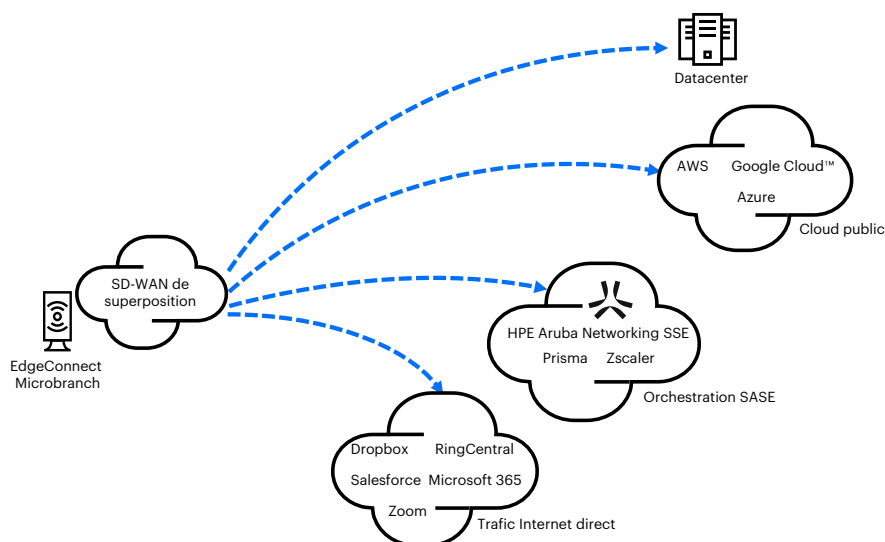 Datacenter
AWS Google Cloud™
Azure
Cloud public
SD-WAN de
superposition
EdgeConnect
Microbranch
HPE Aruba Networking SSE
Prisma Zscaler
Orchestration SASE
Dropbox RingCentral
Salesforce Microsoft 365
Zoom
Trafic Internet direct